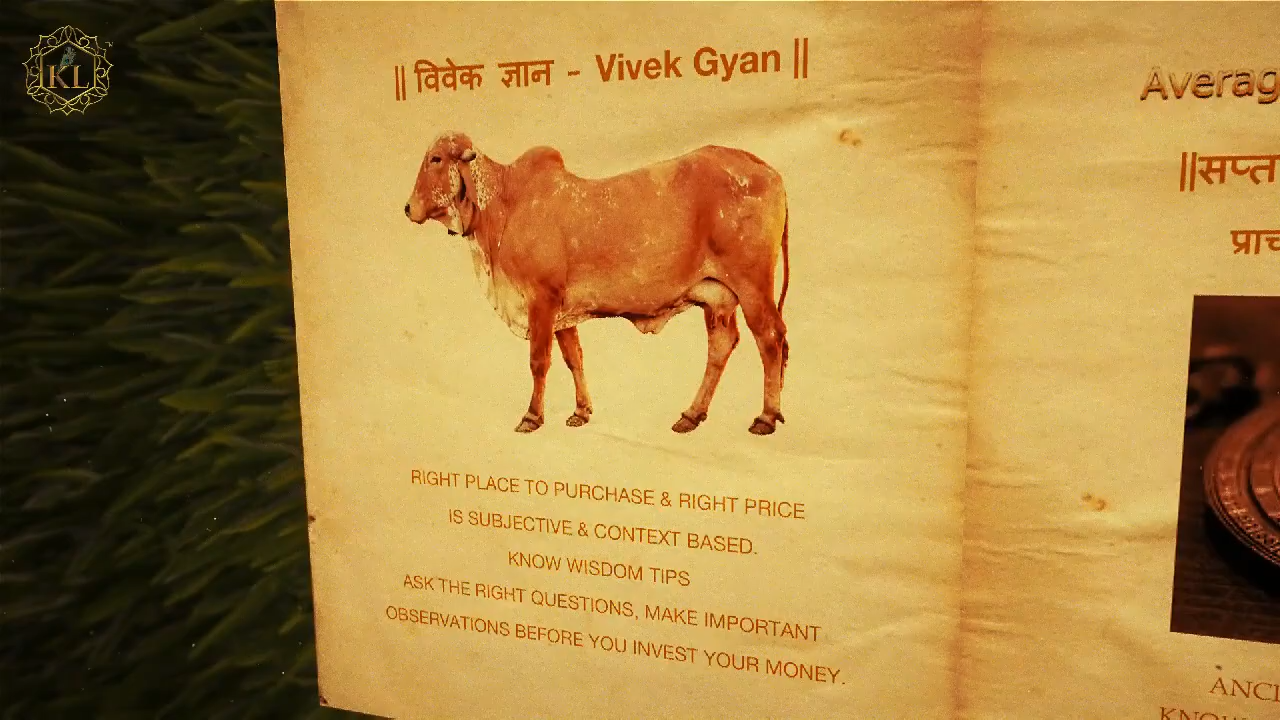 KL
|| विवेक ज्ञान - Vivek Gyan ||
RIGHT PLACE TO PURCHASE & RIGHT PRICE
IS SUBJECTIVE & CONTEXT BASED.
KNOW WISDOM TIPS
ASK THE RIGHT QUESTIONS, MAKE IMPORTANT
OBSERVATIONS BEFORE YOU INVEST YOUR MONEY.
Averag
||सप्त
प्राच
ANCI
KNOW